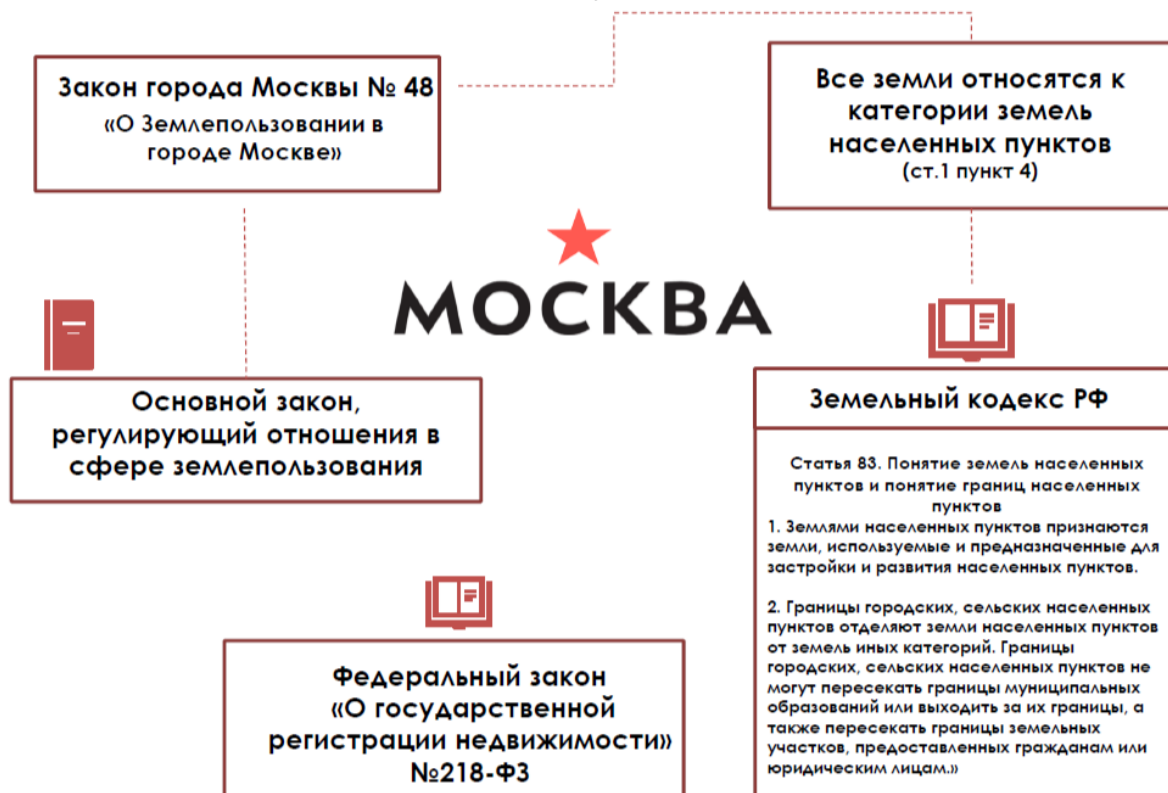 Закон города Москвы № 48
«О Землепользовании в
городе Москве»
Все земли относятся к
категории земель
населенных пунктов
(ст.1 пункт 4)
МОСКВА
Основной закон,
регулирующий отношения в
сфере землепользования
Земельный кодекс РФ
Статья 83. Понятие земель населенных
пунктов и понятие границ населенных
пунктов
1. Землями населенных пунктов признаются
земли, используемые и предназначенные для
застройки и развития населенных пунктов.
2. Границы городских, сельских населенных
пунктов отделяют земли населенных пунктов
от земель иных категорий. Границы
городских, сельских населенных пунктов не
могут пересекать границы муниципальных
образований или выходить за их границы, а
также пересекать границы земельных
участков, предоставленных гражданам или
юридическим лицам.»
Федеральный закон
«О государственной
регистрации недвижимости»
№218-ФЗ